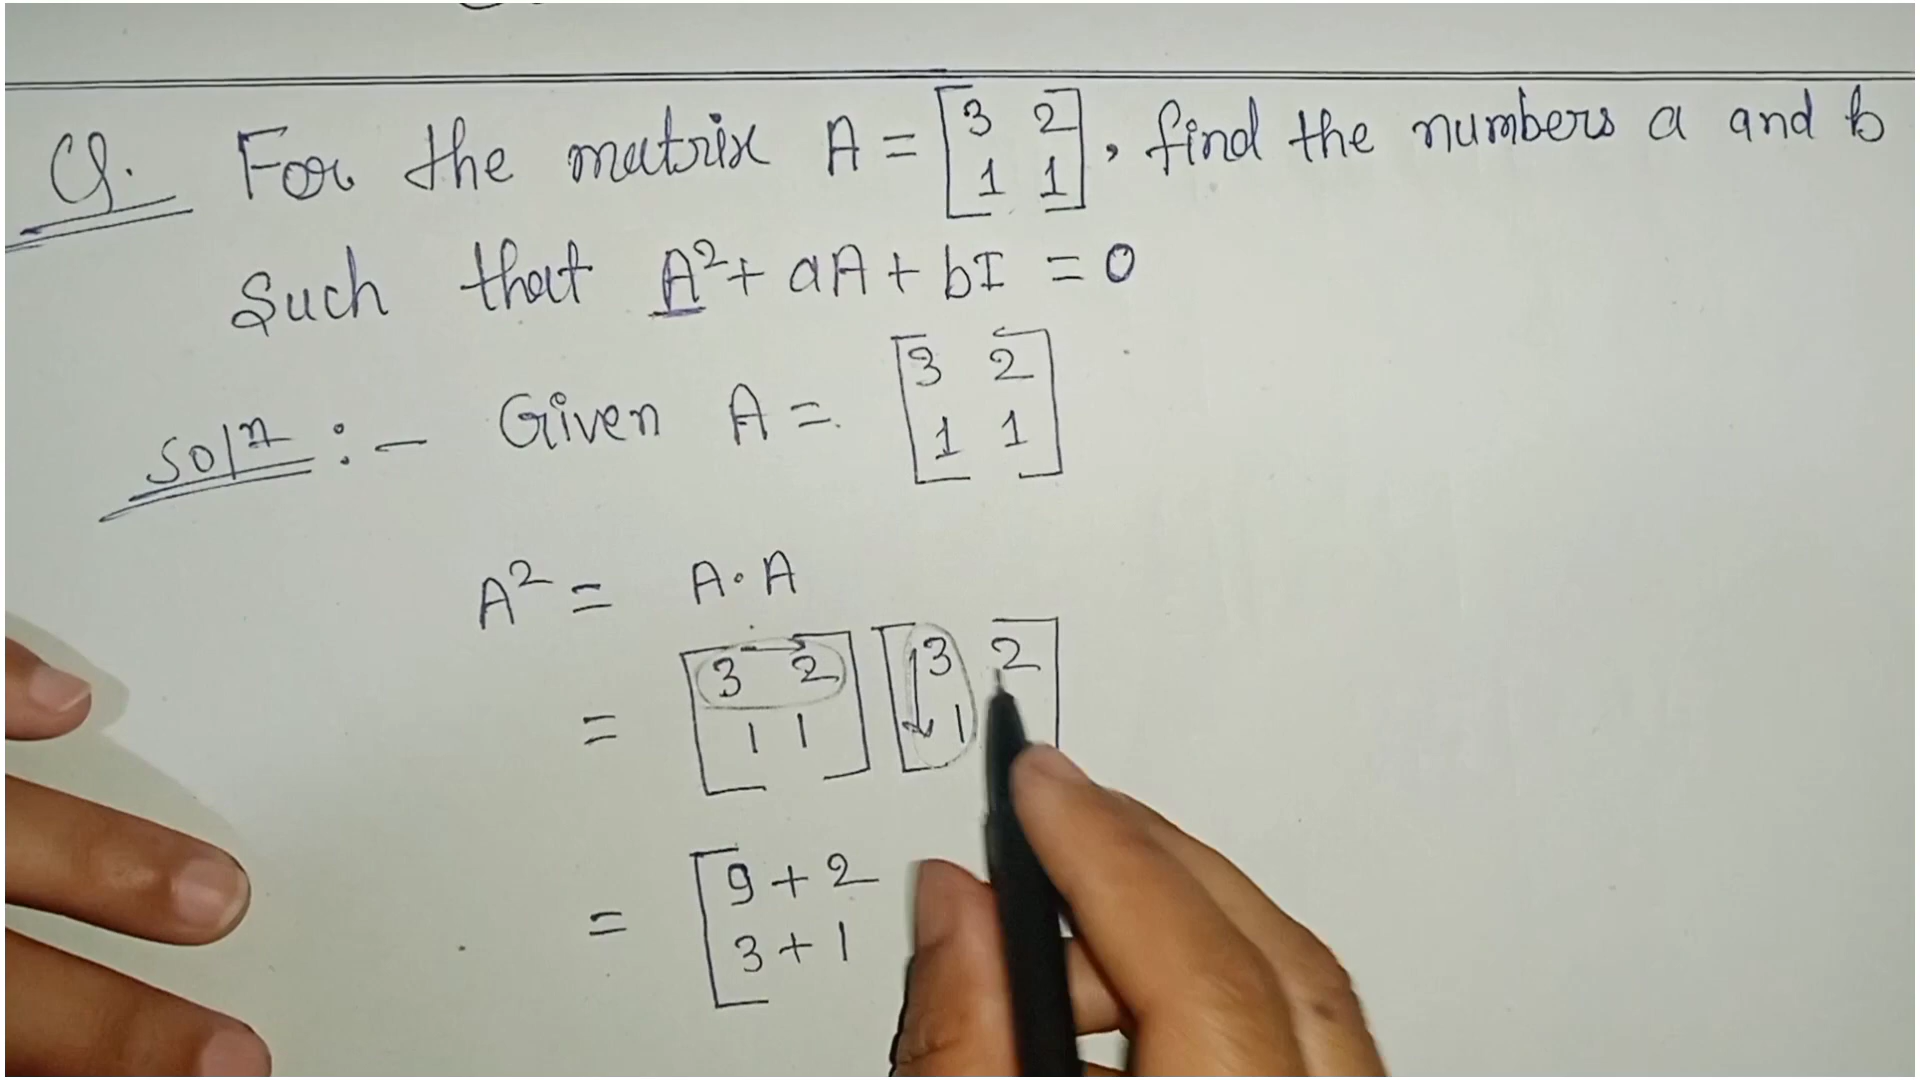 Q. For the matrix A = [3 2 1 1], find the numbers a and b
Such that A² + aA + bI = 0
Solⁿ :- Given A = [3 2 1 1]
A² = A·A
= [3 2 1 1] [3 2 1
= [9+2 3+1